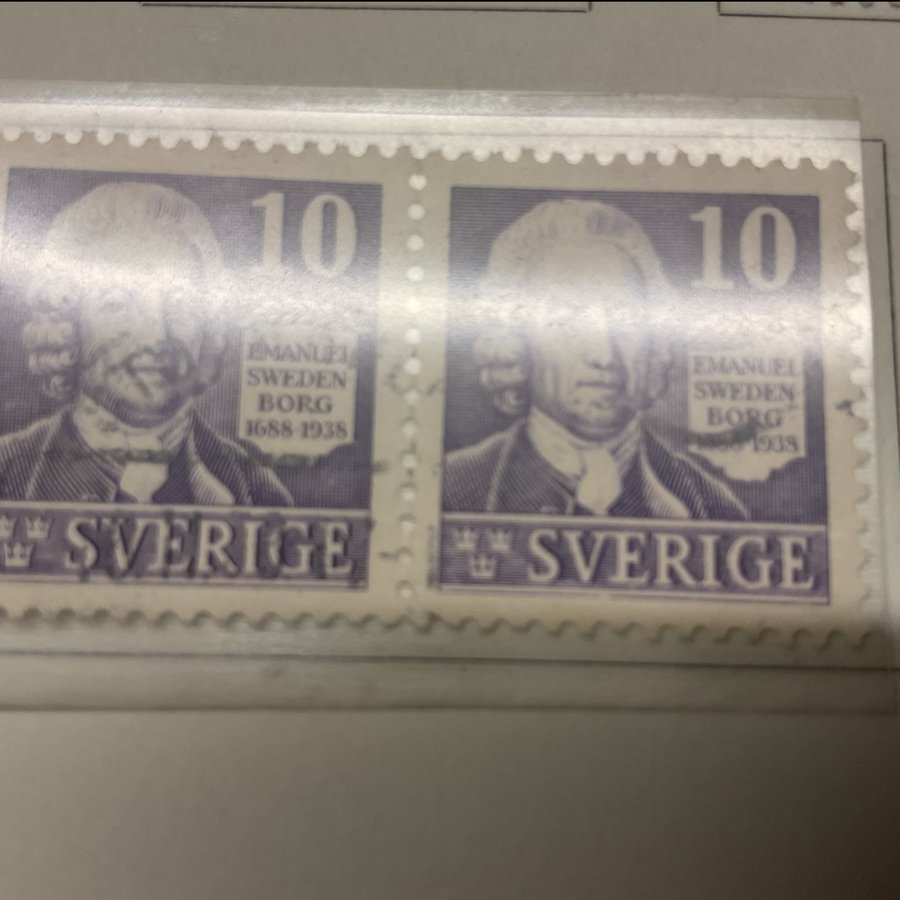 10
EMANUEL
SWEDEN
BORG
1688-1938
SVERIGE
10
EMANUEL
SWEDEN
BORG
1688-1938
SVERIGE